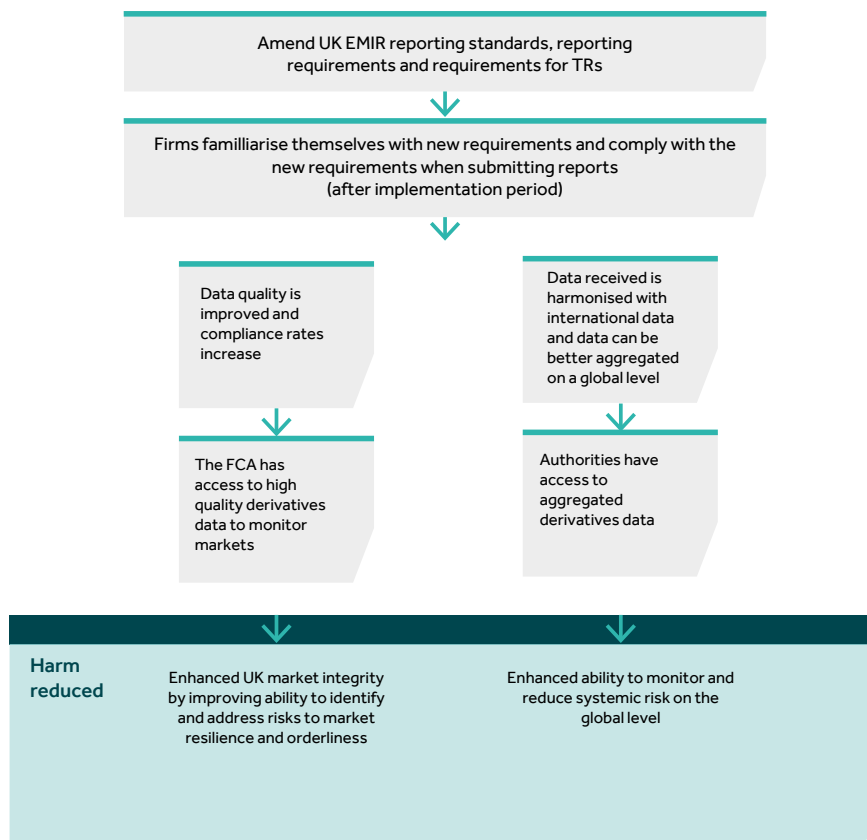 Amend UK EMIR reporting standards, reporting
requirements and requirements for TRs
Firms familliarise themselves with new requirements and comply with the
new requirements when submitting reports
(after implementation period)
Data quality is
improved and
compliance rates
increase
Data received is
harmonised with
international data
and data can be
better aggregated
on a global level
The FCA has
access to high
quality derivatives
data to monitor
markets
Authorities have
access to
aggregated
derivatives data
Harm
reduced
Enhanced UK market integrity
by improving ability to identify
and address risks to market
resilience and orderliness
Enhanced ability to monitor and
reduce systemic risk on the
global level